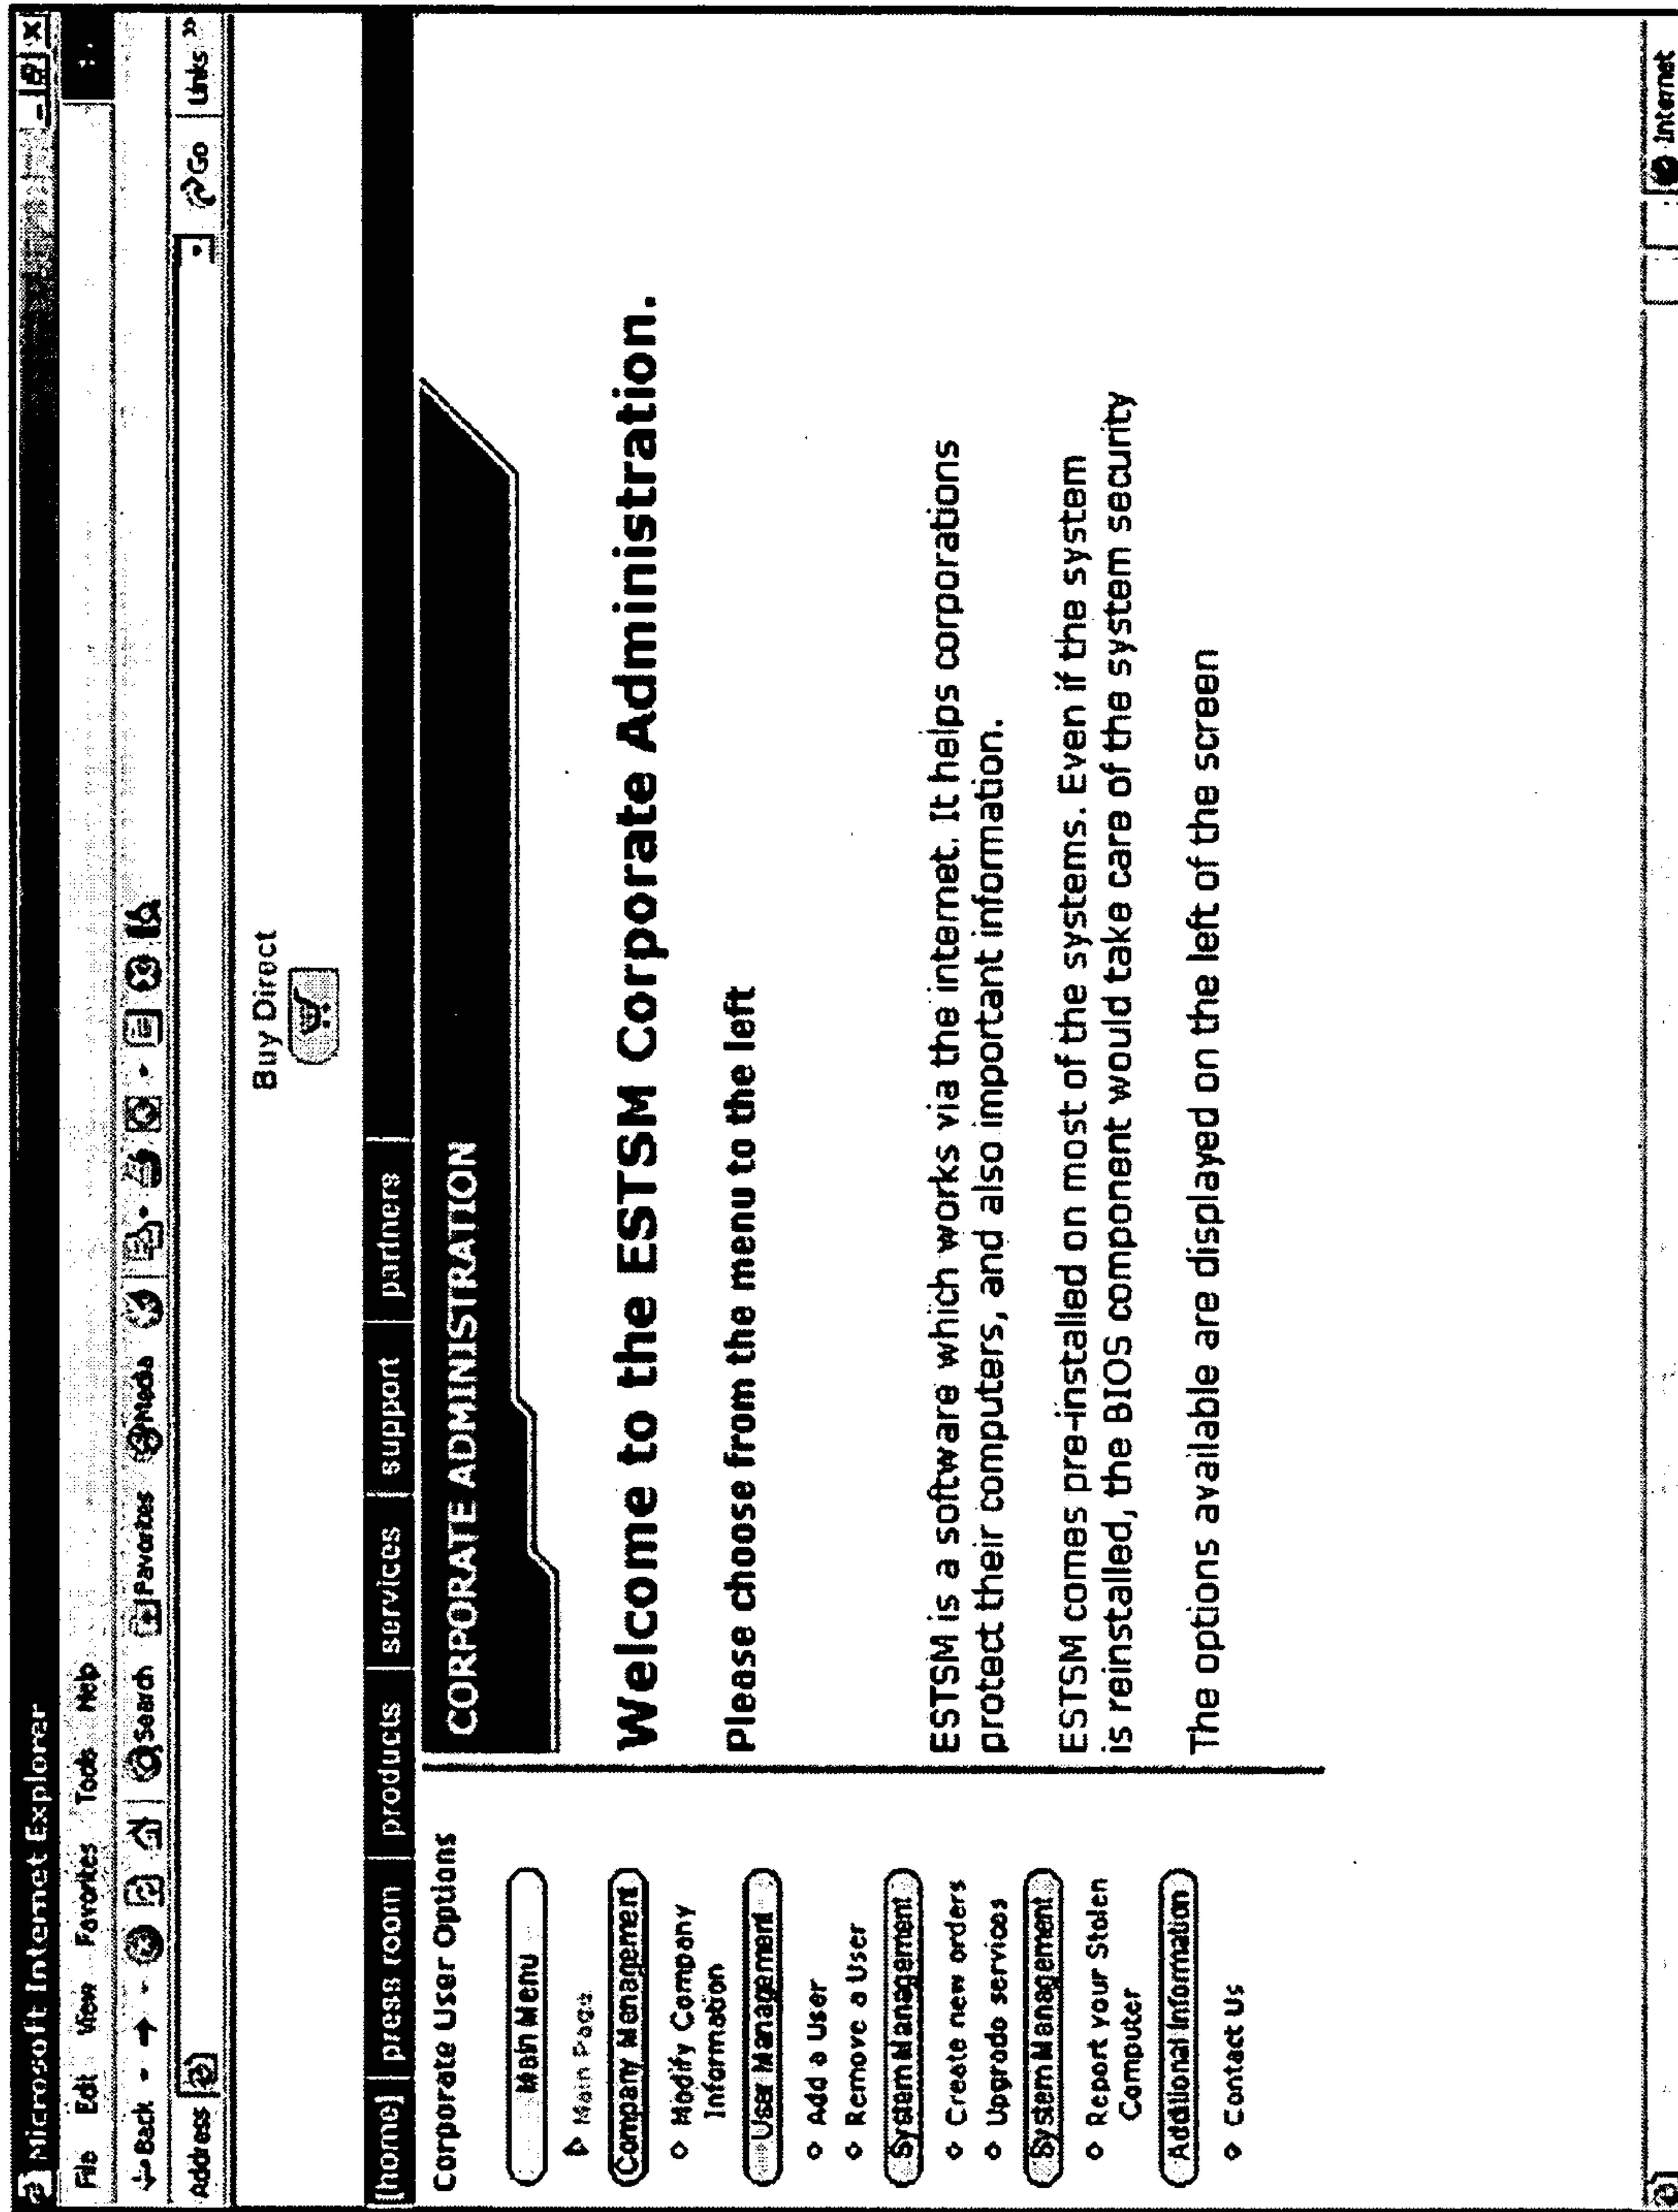 Microsoft Internet Explorer
File Edit View Favorites Tools Help
Back Search Favorites Media
Address Go Links »
Buy Direct
[home] press room products services support partners
Corporate User Options
Main Menu
Main Page
Company Management
Modify Company
Information
User Management
Add a User
Remove a User
System Management
Create new orders
Upgrade services
System Management
Report your Stolen
Computer
Additional Information
Contact Us
CORPORATE ADMINISTRATION
Welcome to the ESTSM Corporate Administration.
Please choose from the menu to the left
ESTSM is a software which works via the internet. It helps corporations
protect their computers, and also important information.
ESTSM comes pre-installed on most of the systems. Even if the system
is reinstalled, the BIOS component would take care of the system security
The options available are displayed on the left of the screen
Internet